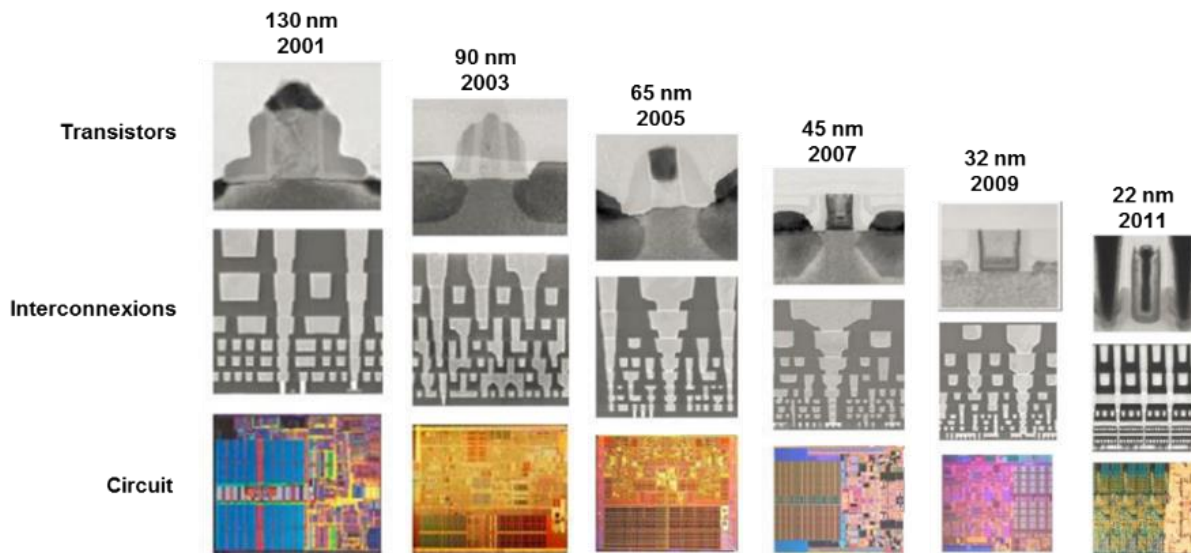 130 nm
2001
90 nm
2003
65 nm
2005
45 nm
2007
32 nm
2009
22 nm
2011
Transistors
Interconnexions
Circuit